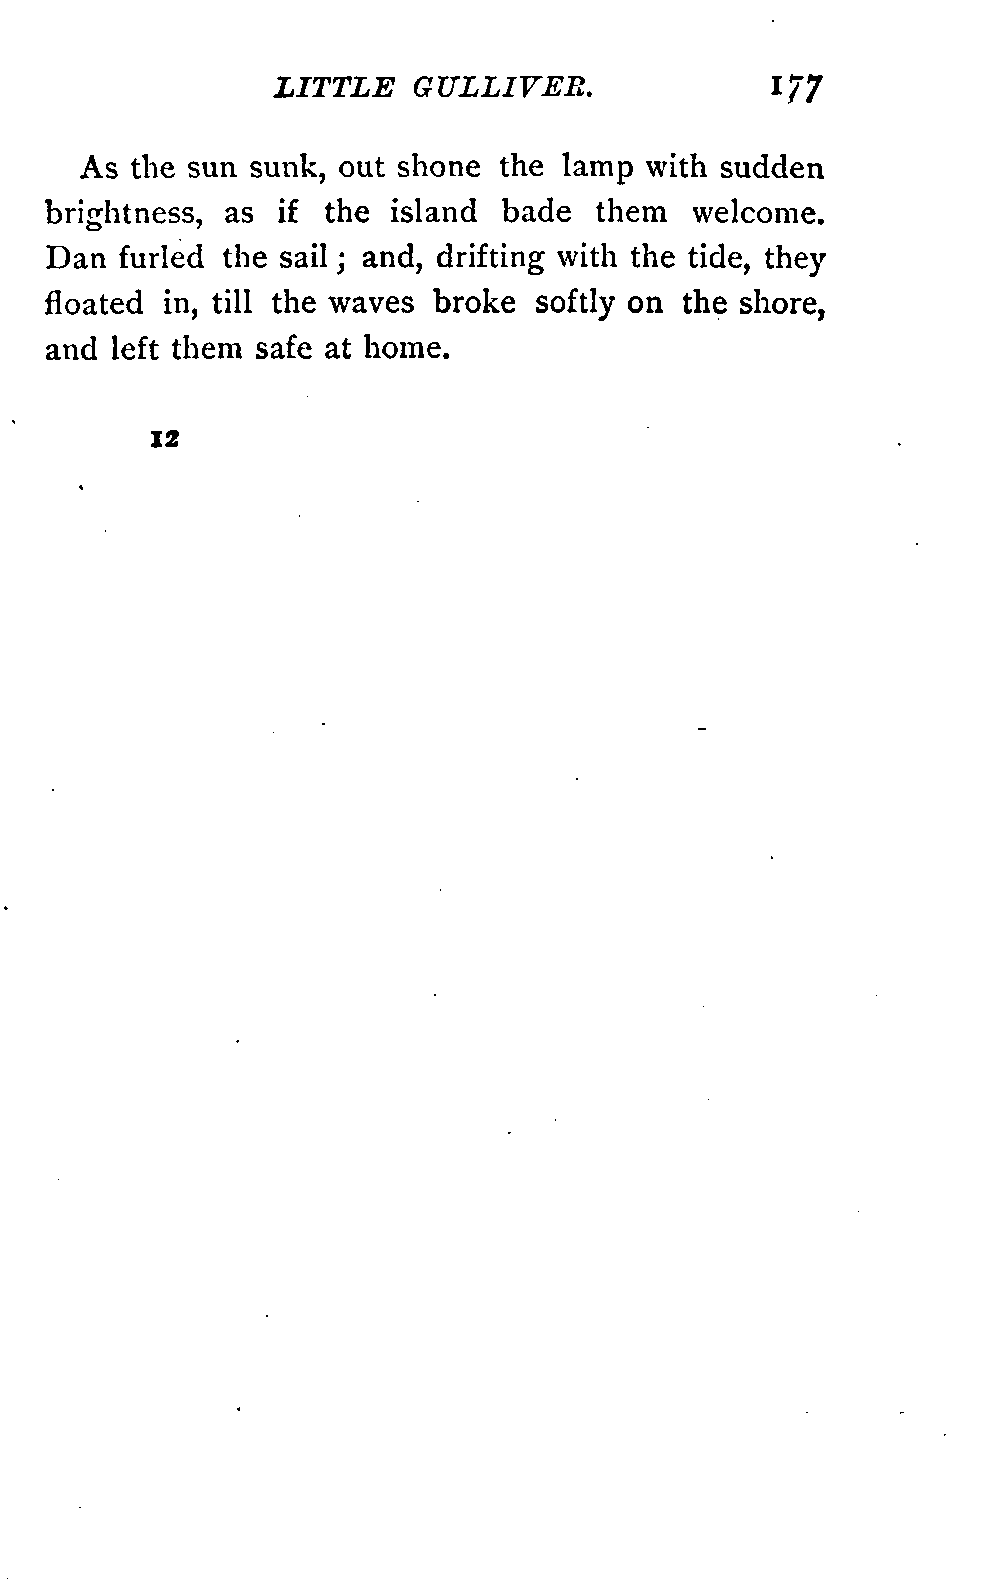 LITTLE GULLIVER. 177
As the sun sunk, out shone the lamp with sudden
brightness, as if the island bade them welcome.
Dan furled the sail; and, drifting with the tide, they
floated in, till the waves broke softly on the shore,
and left them safe at home.
12